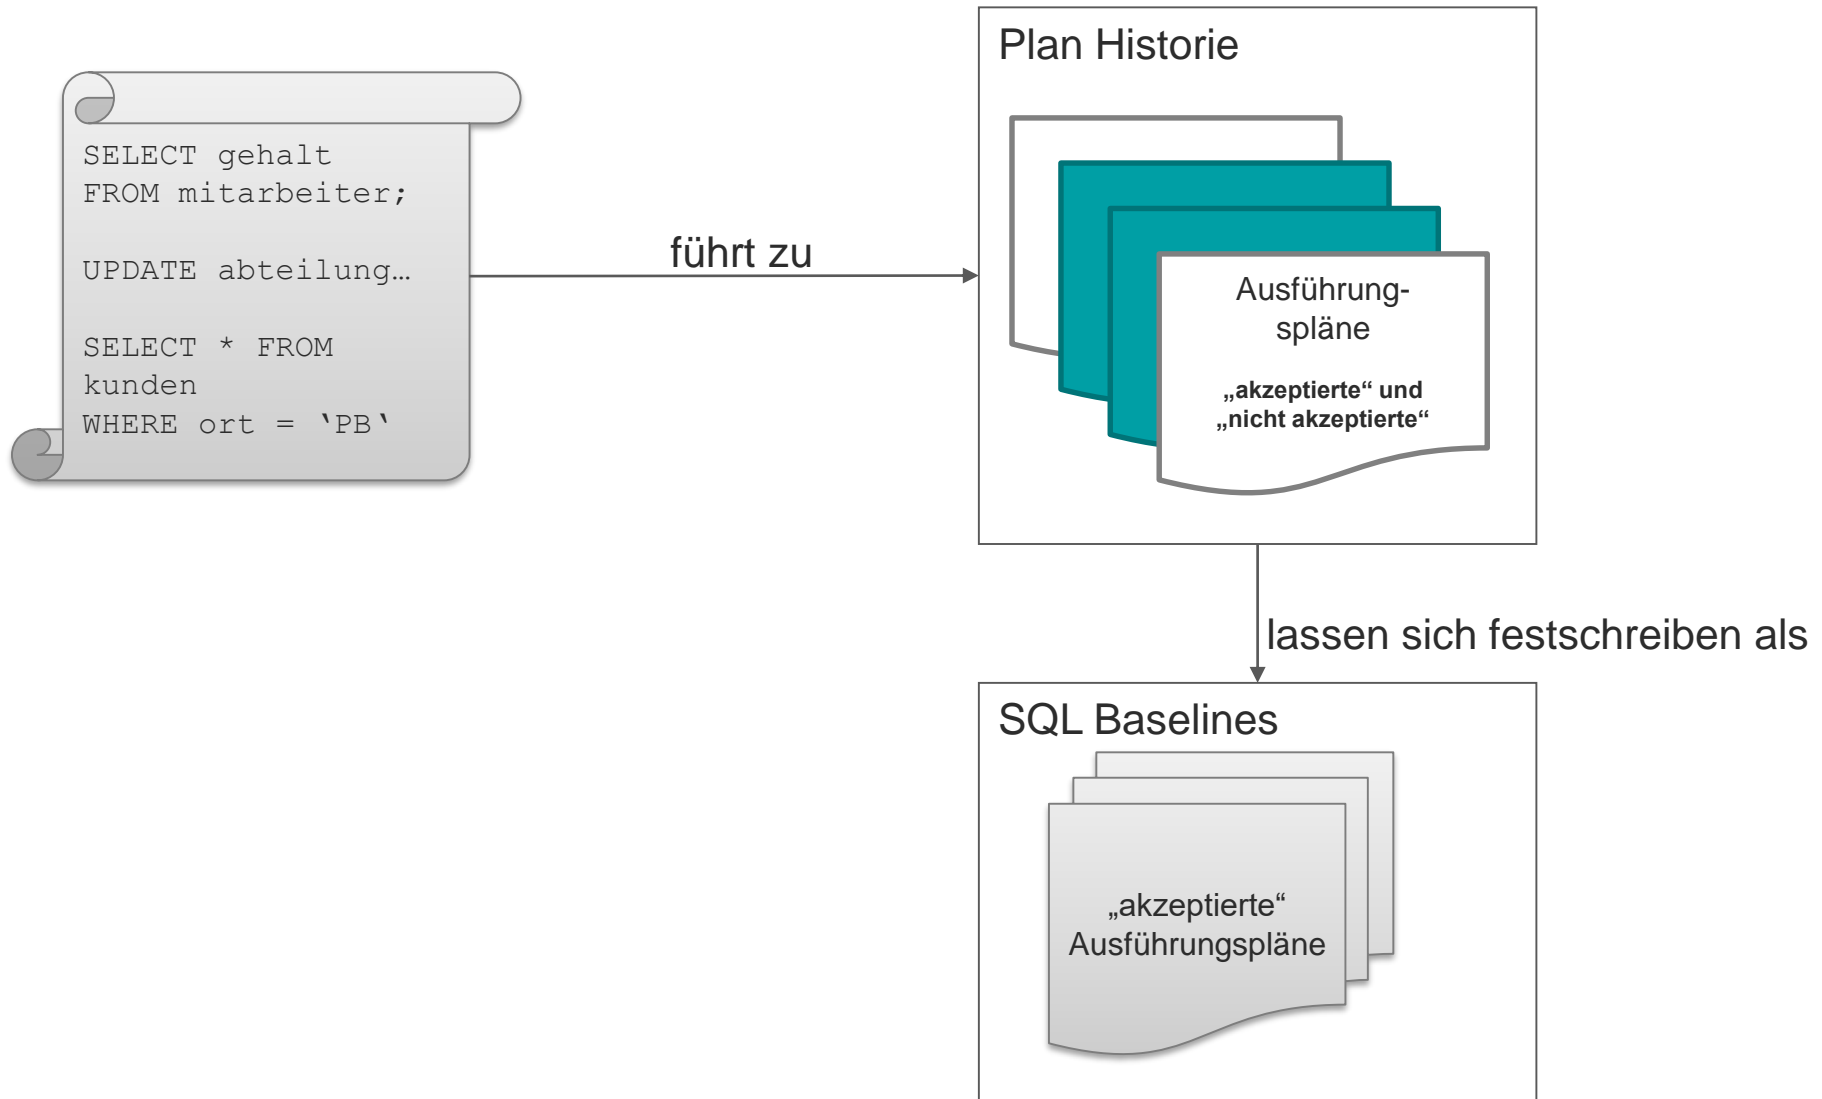 Plan Historie
SELECT gehalt
FROM mitarbeiter;
UPDATE abteilung…
SELECT * FROM
kunden
WHERE ort = ‛PB‛
führt zu
Ausführung-
spläne
„akzeptierte“ und
„nicht akzeptierte“
lassen sich festschreiben als
SQL Baselines
„akzeptierte“
Ausführungspläne